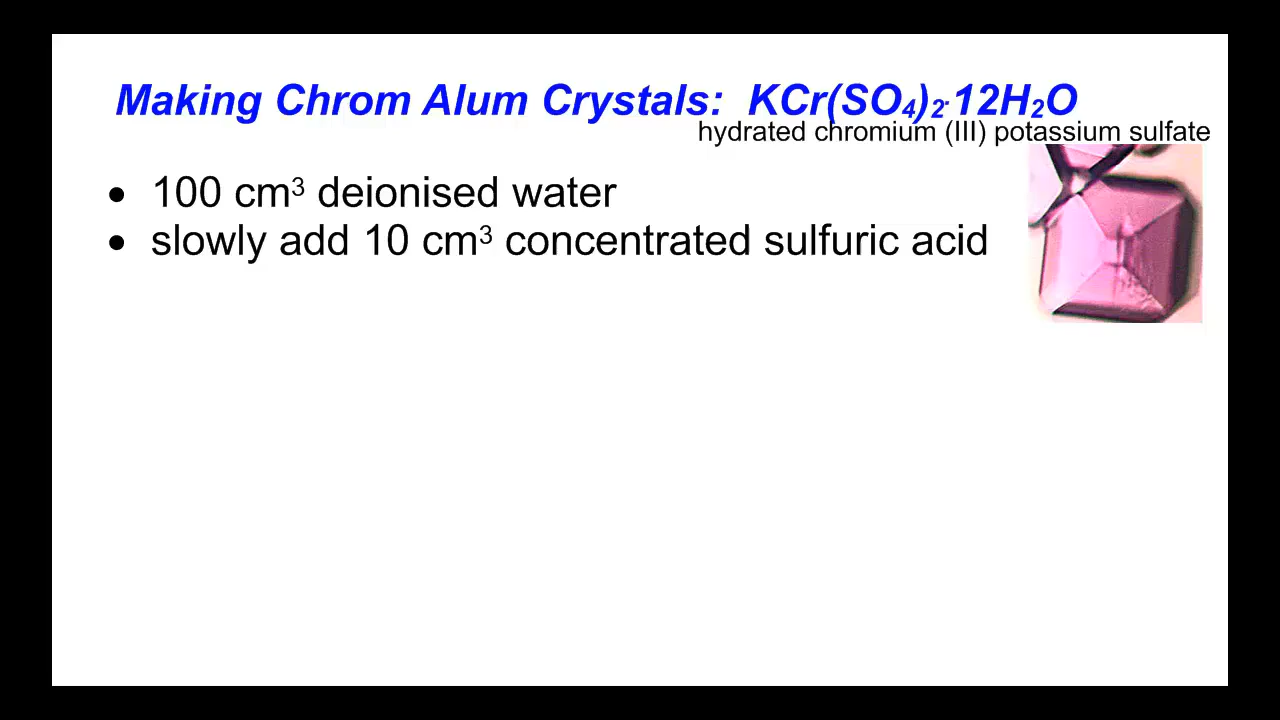 Making Chrom Alum Crystals: KCr(SO₄)₂·12H₂O
hydrated chromium (III) potassium sulfate
• 100 cm³ deionised water
• slowly add 10 cm³ concentrated sulfuric acid